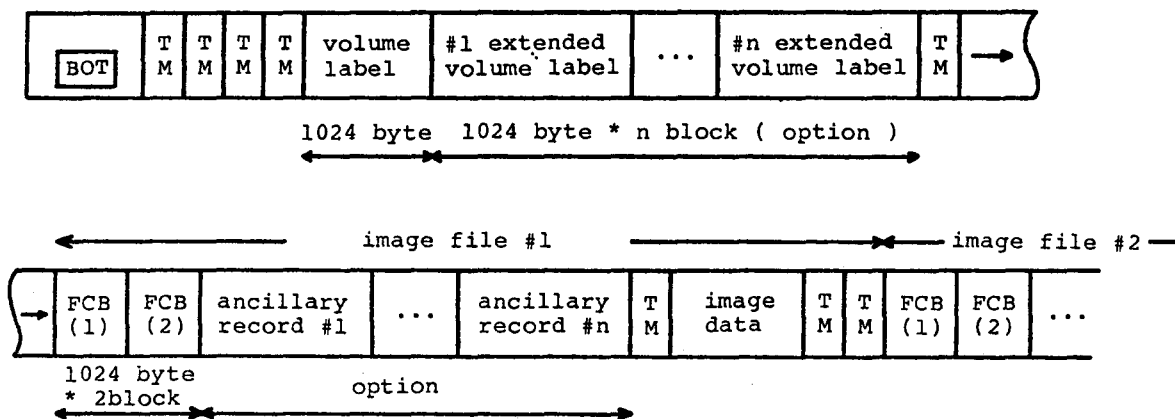 BOT
T M
T M
T M
T M
volume label
#1 extended volume label
...
#n extended volume label
T M
1024 byte
1024 byte * n block ( option )
image file #1
image file #2
FCB (1)
FCB (2)
ancillary record #1
...
ancillary record #n
T M
image data
T M
T M
FCB (1)
FCB (2)
...
1024 byte * 2block
option